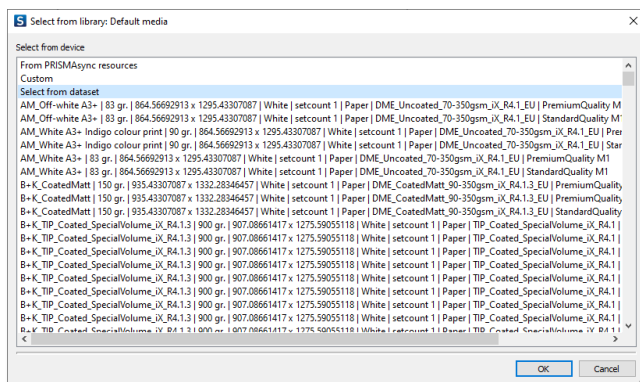 S Select from library: Default media
Select from device
From PRISMAsync resources
Custom
Select from dataset
AM_Off-white A3+ | 83 gr. | 864.56692913 x 1295.43307087 | White | setcount 1 | Paper | DME_Uncoated_70-350gsm_iX_R4.1_EU | PremiumQuality M
AM_Off-white A3+ | 83 gr. | 864.56692913 x 1295.43307087 | White | setcount 1 | Paper | DME_Uncoated_70-350gsm_iX_R4.1_EU | StandardQuality M1
AM_White A3+ Indigo colour print | 90 gr. | 864.56692913 x 1295.43307087 | White | setcount 1 | Paper | DME_Uncoated_70-350gsm_iX_R4.1_EU | Prem
AM_White A3+ Indigo colour print | 90 gr. | 864.56692913 x 1295.43307087 | White | setcount 1 | Paper | DME_Uncoated_70-350gsm_iX_R4.1_EU | Star
AM_White A3+ | 83 gr. | 864.56692913 x 1295.43307087 | White | setcount 1 | Paper | DME_Uncoated_70-350gsm_iX_R4.1_EU | PremiumQuality M1
AM_White A3+ | 83 gr. | 864.56692913 x 1295.43307087 | White | setcount 1 | Paper | DME_Uncoated_70-350gsm_iX_R4.1_EU | StandardQuality M1
B+K_CoatedMatt | 150 gr. | 935.43307087 x 1332.28346457 | White | setcount 1 | Paper | DME_CoatedMatt_90-350gsm_iX_R4.1.3_EU | PremiumQuality
B+K_CoatedMatt | 150 gr. | 935.43307087 x 1332.28346457 | White | setcount 1 | Paper | DME_CoatedMatt_90-350gsm_iX_R4.1.3_EU | PremiumQuality
B+K_CoatedMatt | 150 gr. | 935.43307087 x 1332.28346457 | White | setcount 1 | Paper | DME_CoatedMatt_90-350gsm_iX_R4.1.3_EU | StandardQuality
B+K_TIP_Coated_SpecialVolume_iX_R4.1.3 | 900 gr. | 907.08661417 x 1275.59055118 | White | setcount 1 | Paper | TIP_Coated_SpecialVolume_iX_R4.1 |
B+K_TIP_Coated_SpecialVolume_iX_R4.1.3 | 900 gr. | 907.08661417 x 1275.59055118 | White | setcount 1 | Paper | TIP_Coated_SpecialVolume_iX_R4.1 |
B+K_TIP_Coated_SpecialVolume_iX_R4.1.3 | 900 gr. | 907.08661417 x 1275.59055118 | White | setcount 1 | Paper | TIP_Coated_SpecialVolume_iX_R4.1 |
B+K_TIP_Coated_SpecialVolume_iX_R4.1.3 | 900 gr. | 907.08661417 x 1275.59055118 | White | setcount 1 | Paper | TIP_Coated_SpecialVolume_iX_R4.1 |
B+K_TIP_Coated_SpecialVolume_iX_R4.1.3 | 900 gr. | 907.08661417 x 1275.59055118 | White | setcount 1 | Paper | TIP_Coated_SpecialVolume_iX_R4.1 |
B+K_TIP_Coated_SpecialVolume_iX_R4.1.3 | 900 gr. | 907.08661417 x 1275.59055118 | White | setcount 1 | Paper | TIP_Coated_SpecialVolume_iX_R4.1 |
B+K_TIP_Coated_SpecialVolume_iX_R4.1.3 | 900 gr. | 907.08661417 x 1275.59055118 | White | setcount 1 | Paper | TIP_Coated_SpecialVolume_iX_R4.1 |
B+K_TIP_Coated_SpecialVolume_iX_R4.1.3 | 900 gr. | 907.08661417 x 1275.59055118 | White | setcount 1 | Paper | TIP_Coated_SpecialVolume_iX_R4.1 |
OK Cancel